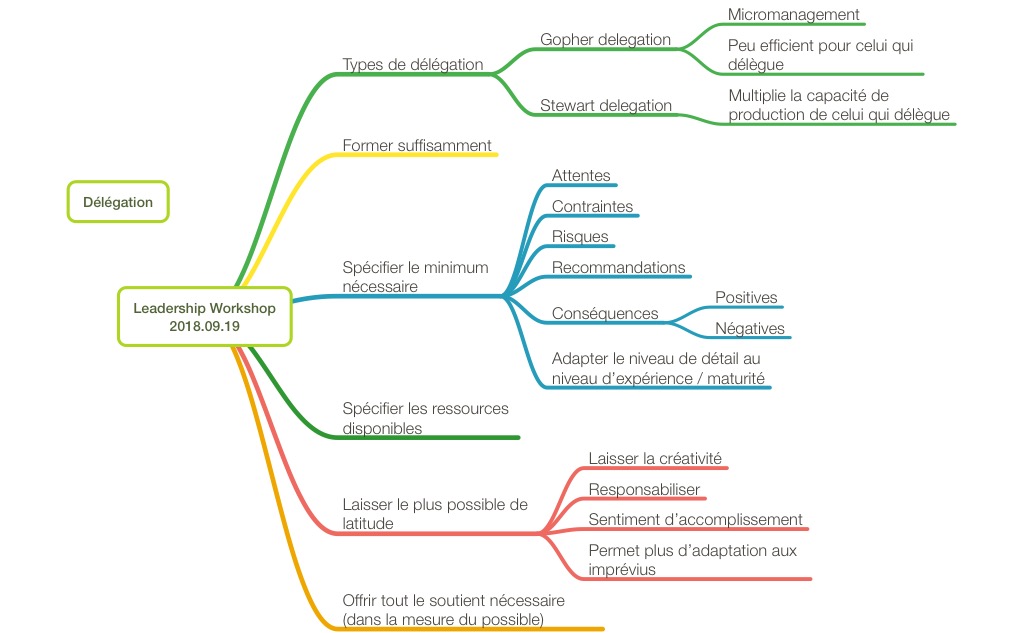 Délégation
Leadership Workshop
2018.09.19
Types de délégation
Gopher delegation
Micromanagement
Peu efficient pour celui qui
délègue
Stewart delegation
Multiplie la capacité de
production de celui qui délègue
Former suffisamment
Spécifier le minimum
nécessaire
Attentes
Contraintes
Risques
Recommandations
Conséquences
Positives
Négatives
Adapter le niveau de détail au
niveau d’expérience / maturité
Spécifier les ressources
disponibles
Laisser le plus possible de
latitude
Laisser la créativité
Responsabiliser
Sentiment d’accomplissement
Permet plus d’adaptation aux
imprévius
Offrir tout le soutient nécessaire
(dans la mesure du possible)